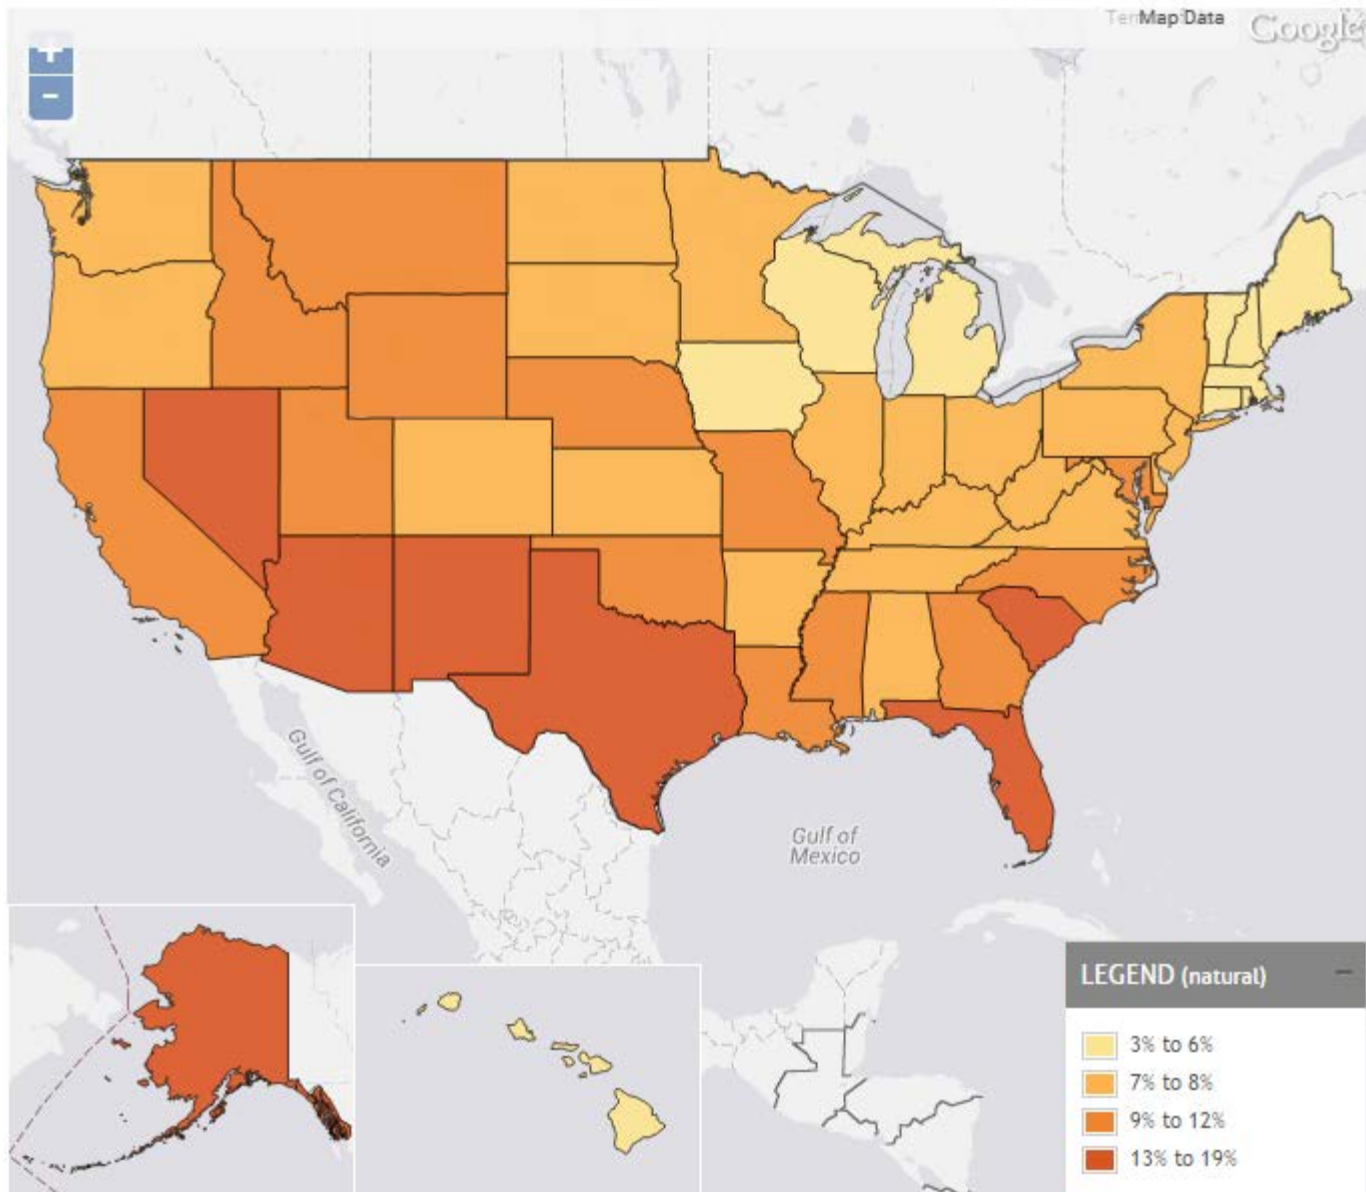 Map Data
Google
+
-
Gulf of California
Gulf of
Mexico
LEGEND (natural) −
3% to 6%
7% to 8%
9% to 12%
13% to 19%